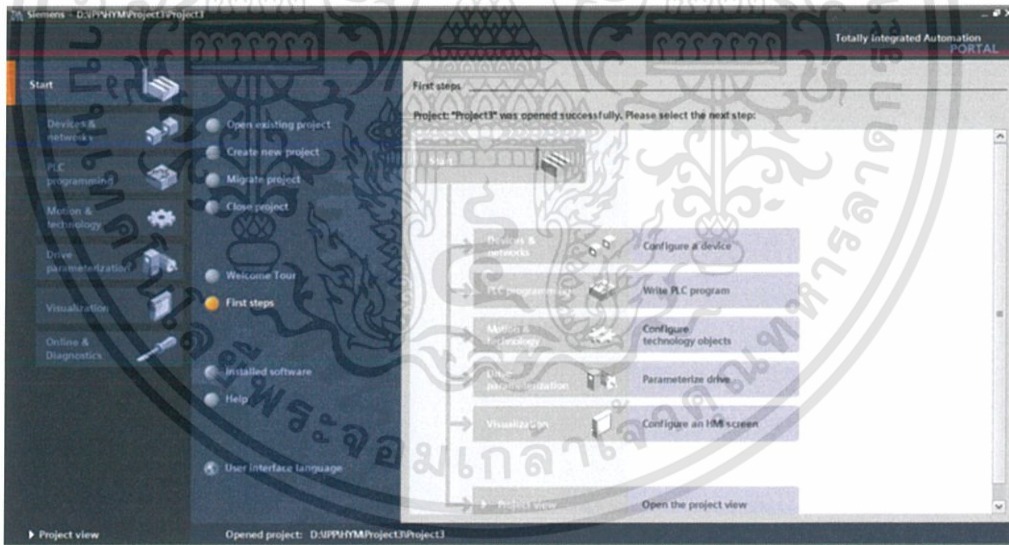 Siemens - D:\IPP\HYM\Project3\Project3
Totally Integrated Automation
PORTAL
Start
Devices &
networks
PLC
programming
Motion &
technology
Drive
parameterization
Visualization
Online &
Diagnostics
Open existing project
Create new project
Migrate project
Close project
Welcome Tour
First steps
Installed software
Help
User interface language
First steps
Project: "Project3" was opened successfully. Please select the next step:
Start
Devices &
networks
Configure a device
PLC programming
Write PLC program
Motion &
technology
Configure
technology objects
Drive
parameterization
Parameterize drive
Visualization
Configure an HMI screen
Project view
Open the project view
Project view
Opened project: D:\IPP\HYM\Project3\Project3